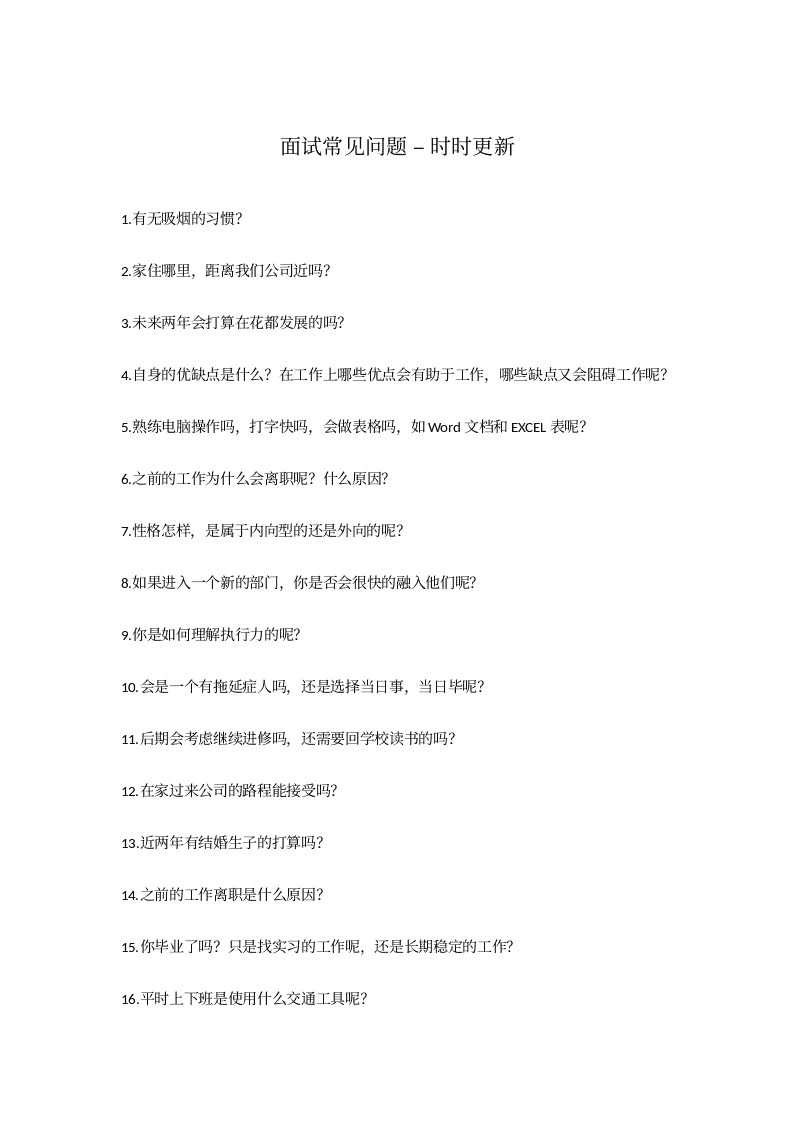 面试常见问题 – 时时更新
1.有无吸烟的习惯？
2.家住哪里，距离我们公司近吗？
3.未来两年会打算在花都发展的吗？
4.自身的优缺点是什么？在工作上哪些优点会有助于工作，哪些缺点又会阻碍工作呢？
5.熟练电脑操作吗，打字快吗，会做表格吗，如 Word 文档和 EXCEL 表呢？
6.之前的工作为什么会离职呢？什么原因？
7.性格怎样，是属于内向型的还是外向的呢？
8.如果进入一个新的部门，你是否会很快的融入他们呢？
9.你是如何理解执行力的呢？
10.会是一个有拖延症人吗，还是选择当日事，当日毕呢？
11.后期会考虑继续进修吗，还需要回学校读书的吗？
12.在家过来公司的路程能接受吗？
13.近两年有结婚生子的打算吗？
14.之前的工作离职是什么原因？
15.你毕业了吗？只是找实习的工作呢，还是长期稳定的工作？
16.平时上下班是使用什么交通工具呢？